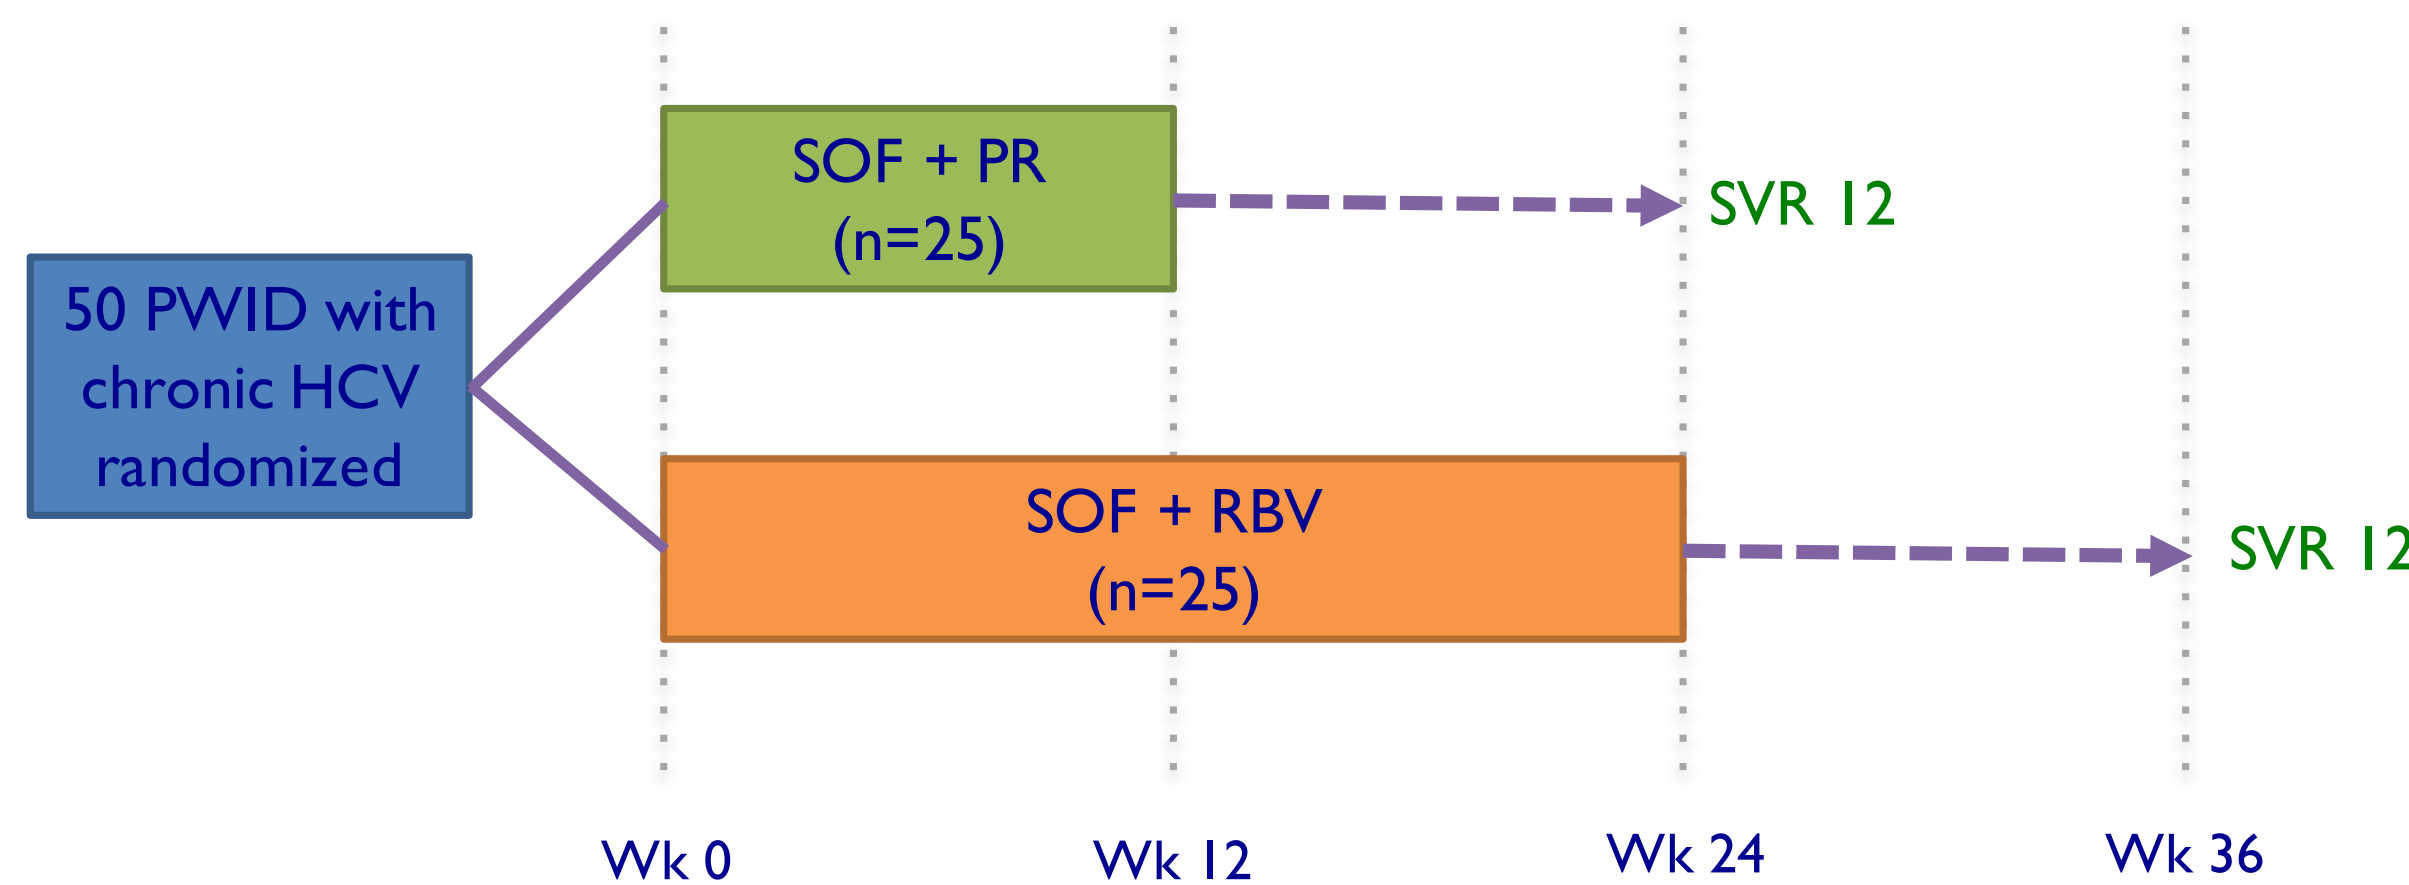 SOF + PR
(n=25)
SVR 12
50 PWID with
chronic HCV
randomized
SOF + RBV
(n=25)
SVR 12
Wk 0
Wk 12
Wk 24
Wk 36